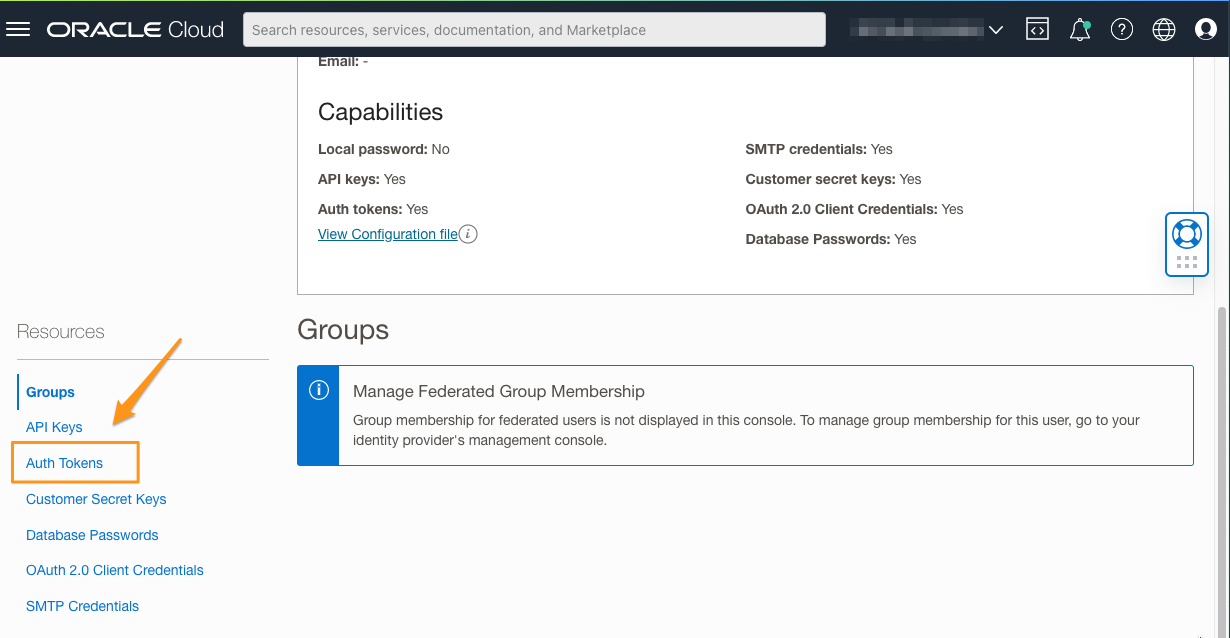 ORACLE Cloud
Search resources, services, documentation, and Marketplace
Email: -
Capabilities
Local password: No
API keys: Yes
Auth tokens: Yes
View Configuration file
SMTP credentials: Yes
Customer secret keys: Yes
OAuth 2.0 Client Credentials: Yes
Database Passwords: Yes
Resources
Groups
API Keys
Auth Tokens
Customer Secret Keys
Database Passwords
OAuth 2.0 Client Credentials
SMTP Credentials
Groups
Manage Federated Group Membership
Group membership for federated users is not displayed in this console. To manage group membership for this user, go to your
identity provider's management console.